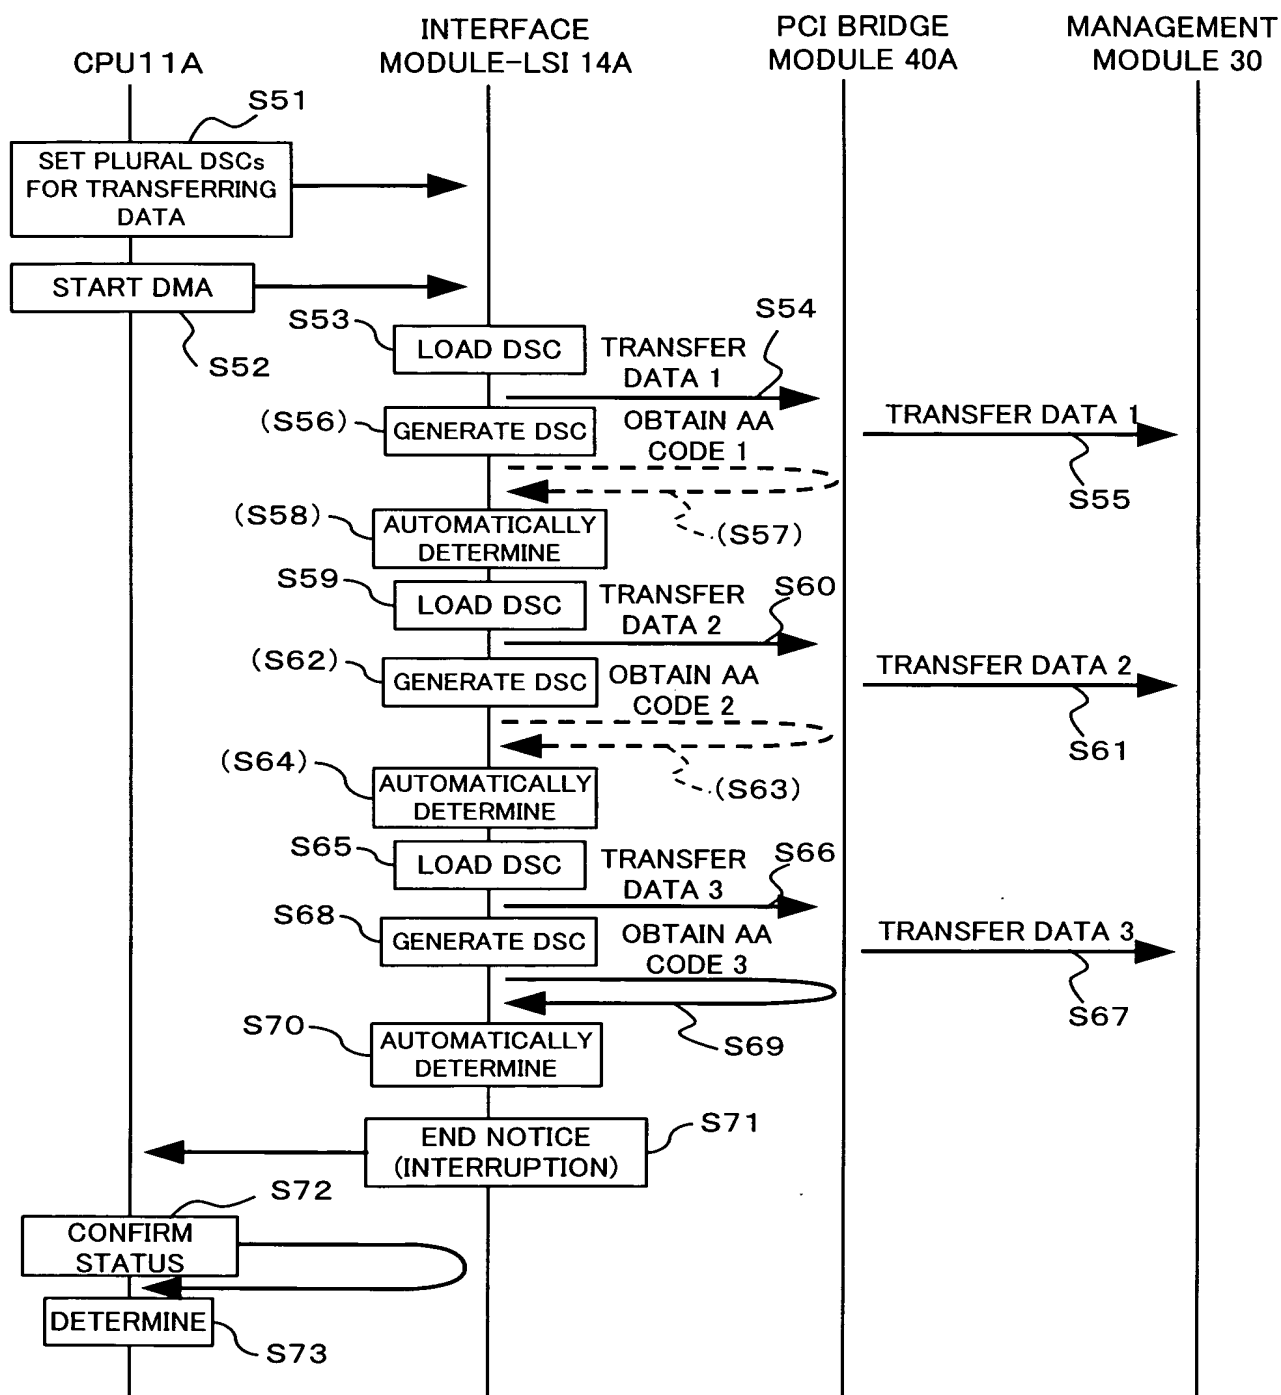 CPU11A
INTERFACE
MODULE-LSI 14A
PCI BRIDGE
MODULE 40A
MANAGEMENT
MODULE 30
S51
SET PLURAL DSCs
FOR TRANSFERRING
DATA
START DMA
S52
S53
LOAD DSC
TRANSFER
DATA 1
S54
(S56)
GENERATE DSC
OBTAIN AA
CODE 1
TRANSFER DATA 1
S55
(S57)
(S58)
AUTOMATICALLY
DETERMINE
S59
LOAD DSC
TRANSFER
DATA 2
S60
(S62)
GENERATE DSC
OBTAIN AA
CODE 2
TRANSFER DATA 2
S61
(S63)
(S64)
AUTOMATICALLY
DETERMINE
S65
LOAD DSC
TRANSFER
DATA 3
S66
S68
GENERATE DSC
OBTAIN AA
CODE 3
TRANSFER DATA 3
S67
S69
S70
AUTOMATICALLY
DETERMINE
END NOTICE
(INTERRUPTION)
S71
S72
CONFIRM
STATUS
DETERMINE
S73